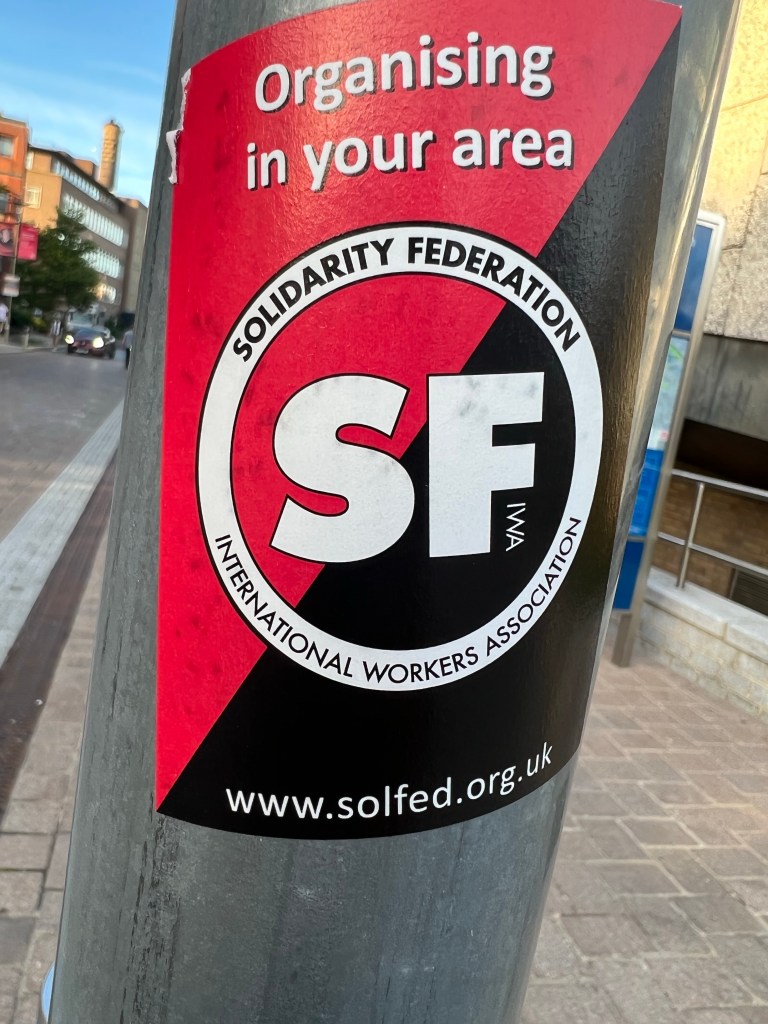 Organising
in your area
SOLIDARITY FEDERATION
SF
IWA
INTERNATIONAL WORKERS ASSOCIATION
www.solfed.org.uk